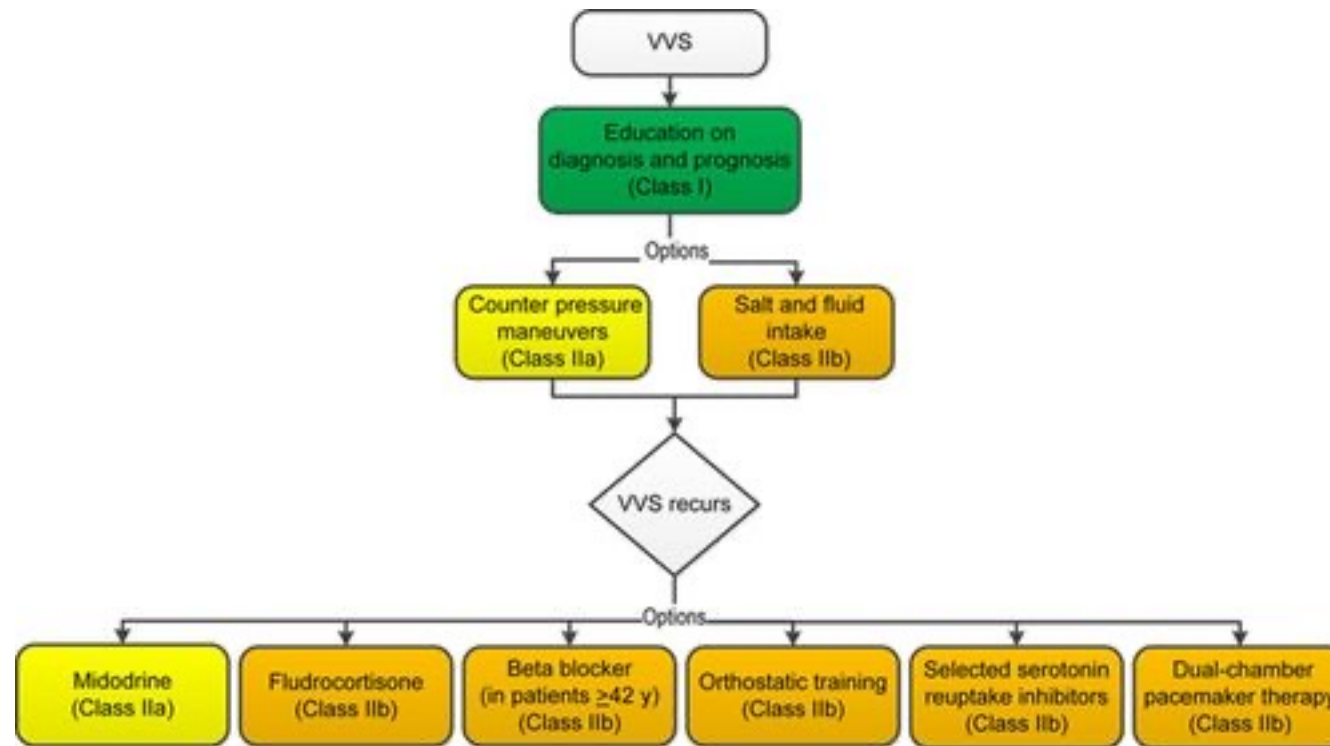 VVS
Education on
diagnosis and prognosis
(Class I)
Options
Counter pressure
maneuvers
(Class IIa)
Salt and fluid
intake
(Class IIb)
VVS recurs
Options
Midodrine
(Class IIa)
Fludrocortisone
(Class IIb)
Beta blocker
(in patients ≥42 y)
(Class IIb)
Orthostatic training
(Class IIb)
Selected serotonin
reuptake inhibitors
(Class IIb)
Dual-chamber
pacemaker therapy
(Class IIb)